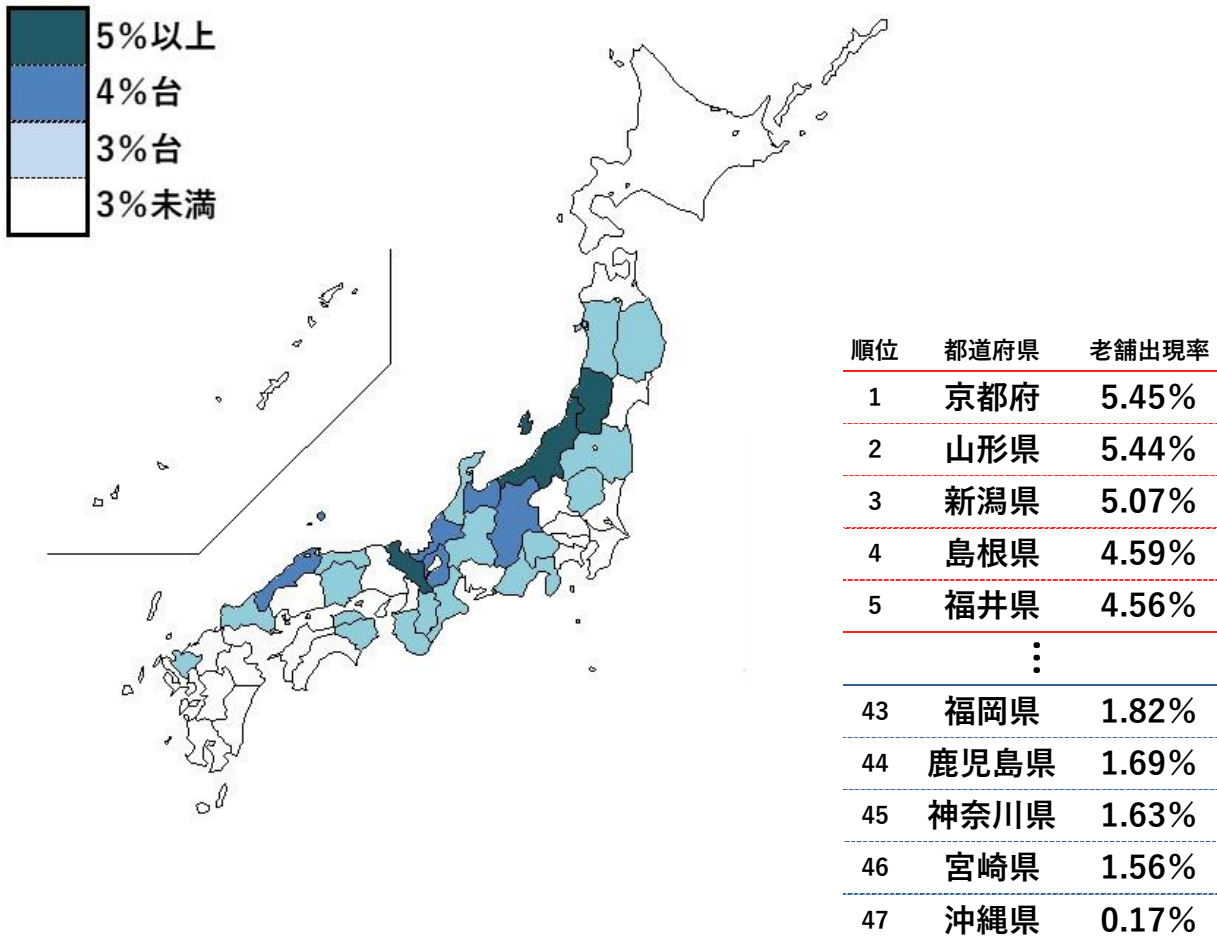 5%以上
4%台
3%台
3%未満
順位 都道府県 老舗出現率
1 京都府 5.45%
2 山形県 5.44%
3 新潟県 5.07%
4 島根県 4.59%
5 福井県 4.56%
⋮
43 福岡県 1.82%
44 鹿児島県 1.69%
45 神奈川県 1.63%
46 宮崎県 1.56%
47 沖縄県 0.17%